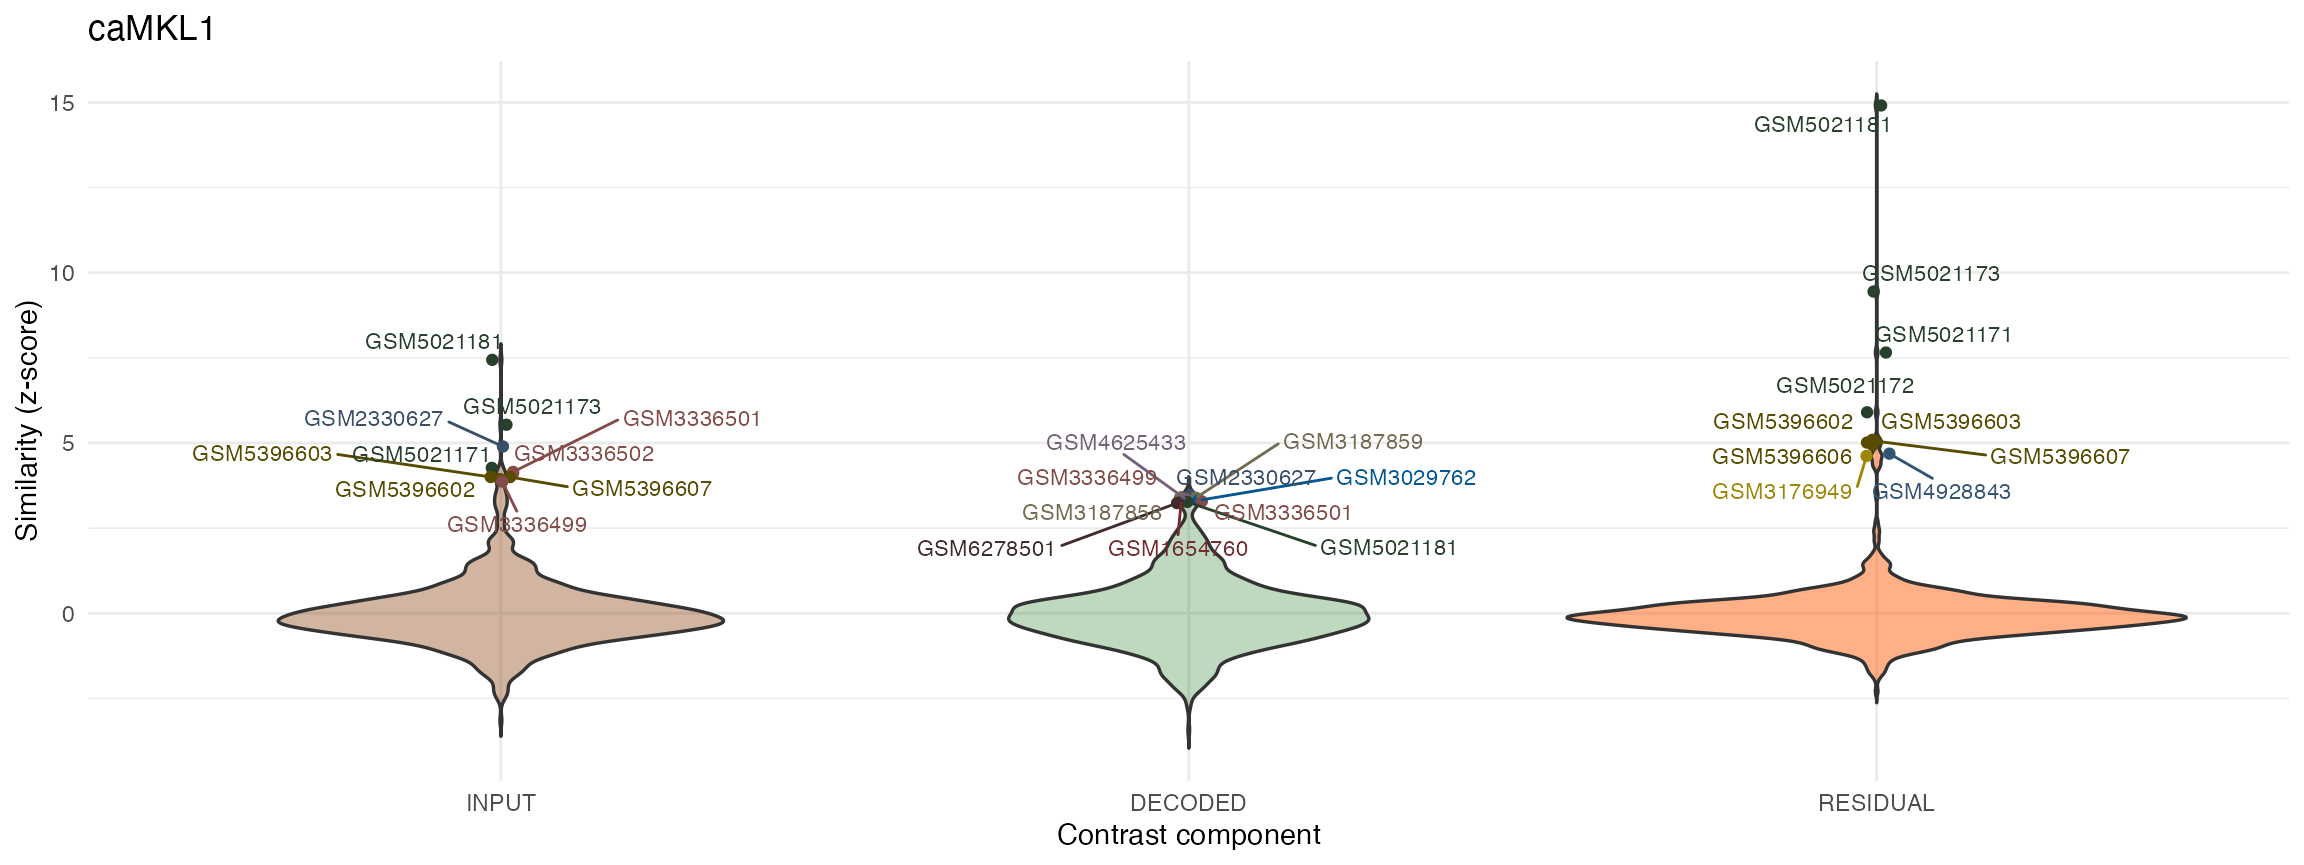 caMKL1
Similarity (z-score)
15
10
5
0
GSM5021181
GSM5021173
GSM2330627
GSM3336501
GSM5396603
GSM5021171
GSM3336502
GSM5396602
GSM5396607
GSM3336499
GSM4625433
GSM3187859
GSM3336499
GSM2330627
GSM3029762
GSM3187858
GSM3336501
GSM6278501
GSM1654760
GSM5021181
GSM5021181
GSM5021173
GSM5021171
GSM5021172
GSM5396602
GSM5396603
GSM5396606
GSM5396607
GSM3176949
GSM4928843
INPUT
DECODED
RESIDUAL
Contrast component